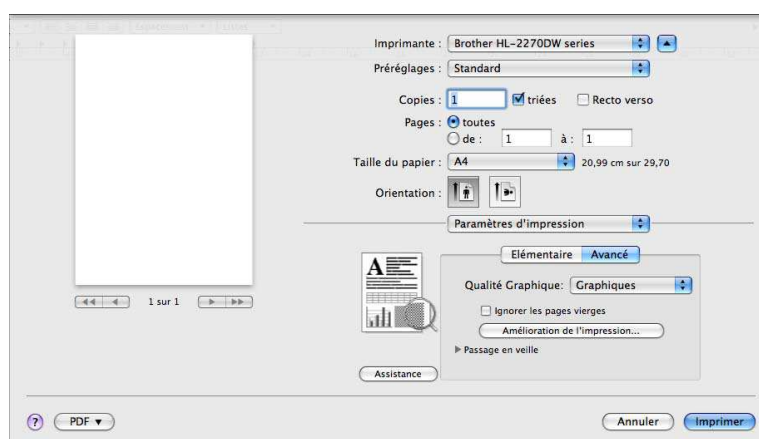 Imprimante : Brother HL-2270DW series
Préréglages : Standard
Copies : 1 triées Recto verso
Pages : toutes
de : 1 à : 1
Taille du papier : A4 20,99 cm sur 29,70
Orientation :
Paramètres d'impression
Elémentaire Avancé
Qualité Graphique: Graphiques
Ignorer les pages vierges
Amélioration de l'impression...
Passage en veille
1 sur 1
A
Assistance
? PDF Annuler Imprimer